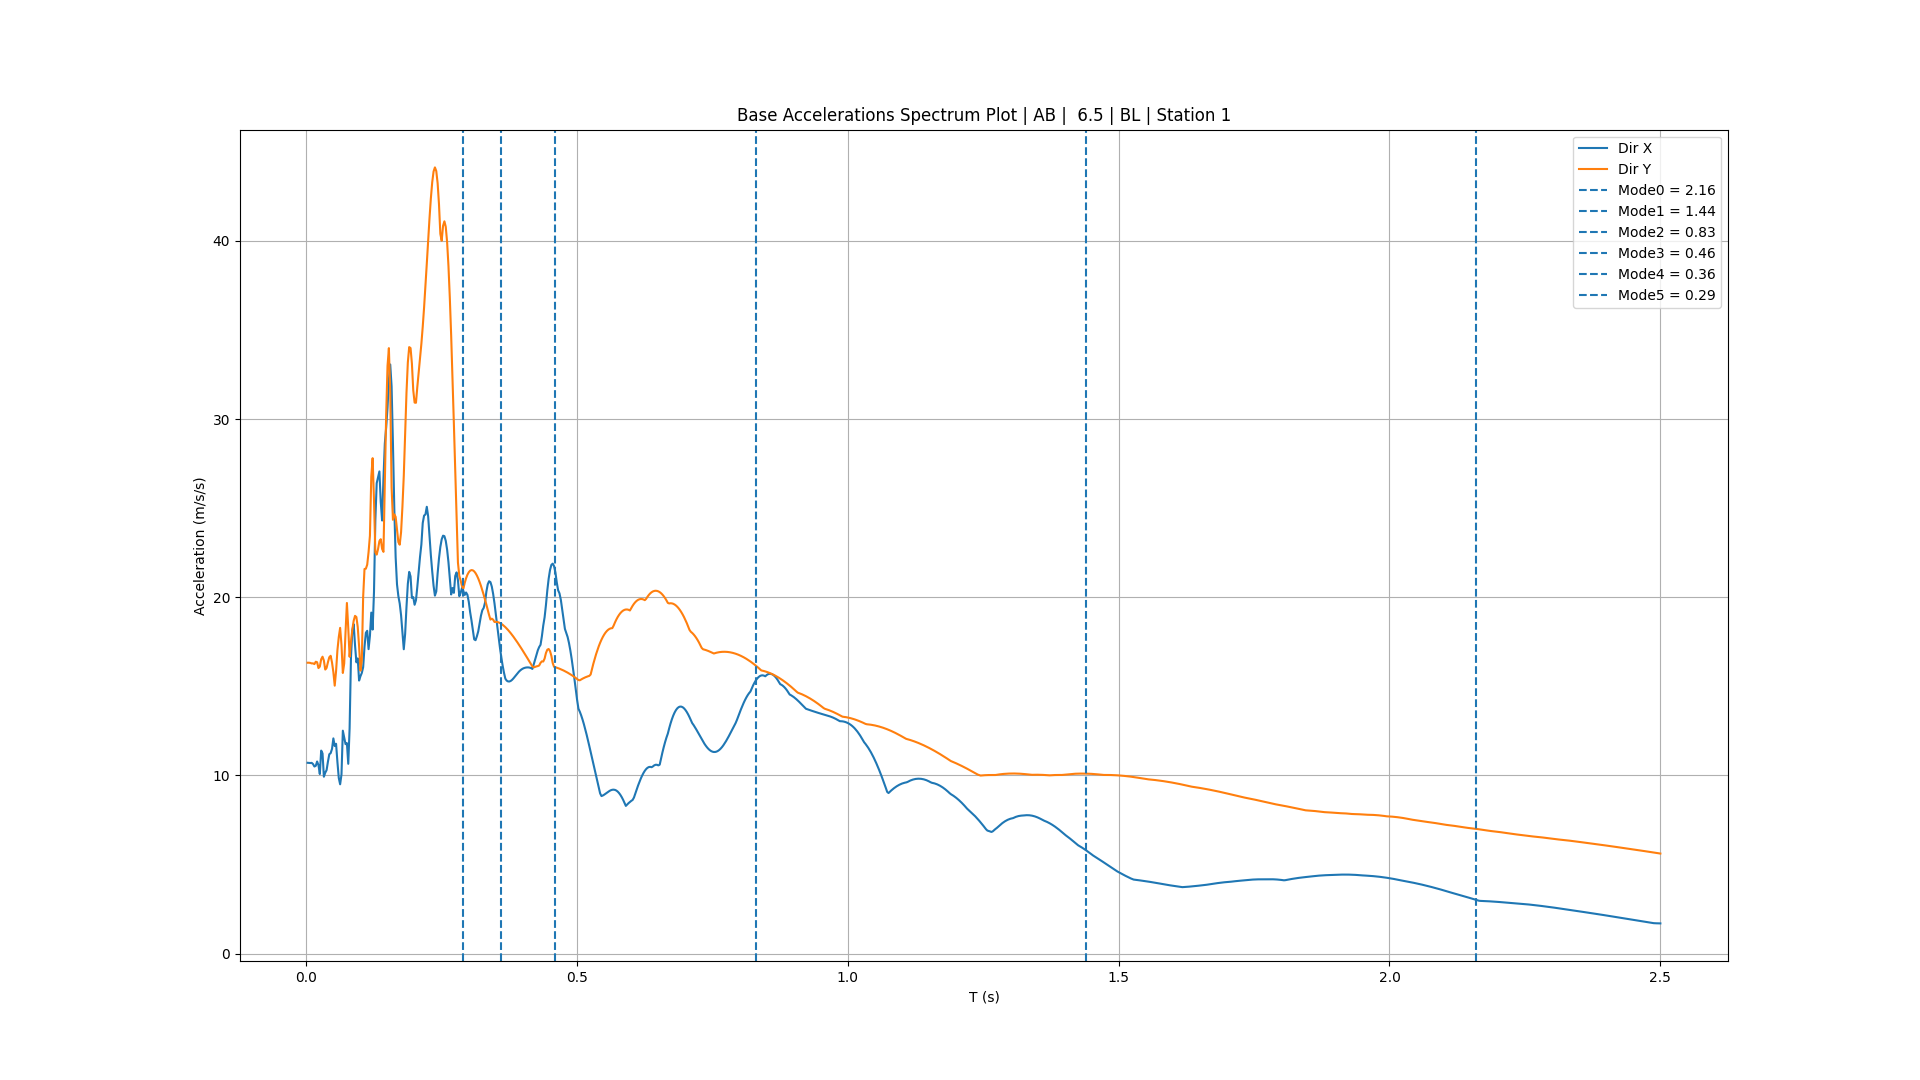 Base Accelerations Spectrum Plot | AB |  6.5 | BL | Station 1
Dir X
Dir Y
Mode0 = 2.16
Mode1 = 1.44
Mode2 = 0.83
Mode3 = 0.46
Mode4 = 0.36
Mode5 = 0.29
Acceleration (m/s/s)
40
30
20
10
0
0.0 0.5 1.0 1.5 2.0 2.5
T (s)